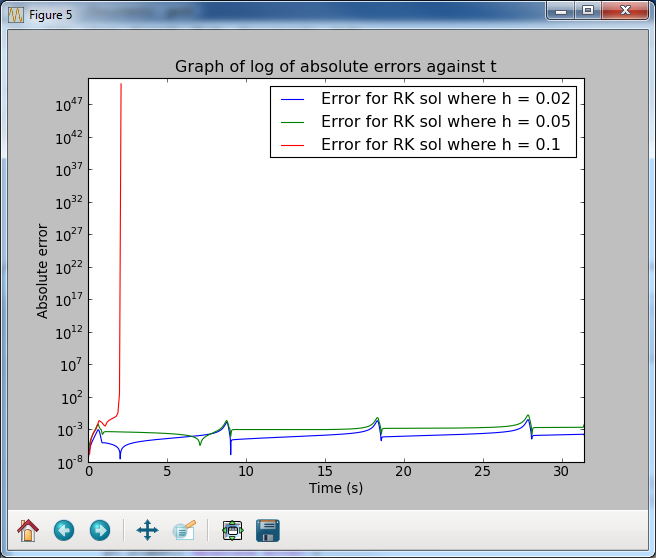 Figure 5
Graph of log of absolute errors against t
Error for RK sol where h = 0.02
Error for RK sol where h = 0.05
Error for RK sol where h = 0.1
Absolute error
10^47
10^42
10^37
10^32
10^27
10^22
10^17
10^12
10^7
10^2
10^-3
10^-8
0 5 10 15 20 25 30
Time (s)